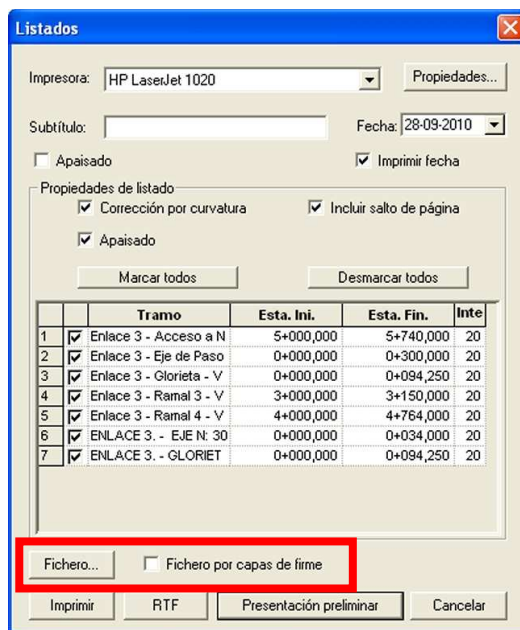 Listados
Impresora: HP LaserJet 1020 Propiedades...
Subtítulo: Fecha: 28-09-2010
Apaisado Imprimir fecha
Propiedades de listado
Corrección por curvatura Incluir salto de página
Apaisado
Marcar todos Desmarcar todos
Tramo Esta. Ini. Esta. Fin. Inte
1 Enlace 3 - Acceso a N 5+000,000 5+740,000 20
2 Enlace 3 - Eje de Paso 0+000,000 0+300,000 20
3 Enlace 3 - Glorieta - V 0+000,000 0+094,250 20
4 Enlace 3 - Ramal 3 - V 3+000,000 3+150,000 20
5 Enlace 3 - Ramal 4 - V 4+000,000 4+764,000 20
6 ENLACE 3. - EJE N: 30 0+000,000 0+034,000 20
7 ENLACE 3. - GLORIET 0+000,000 0+094,250 20
Fichero... Fichero por capas de firme
Imprimir RTF Presentación preliminar Cancelar